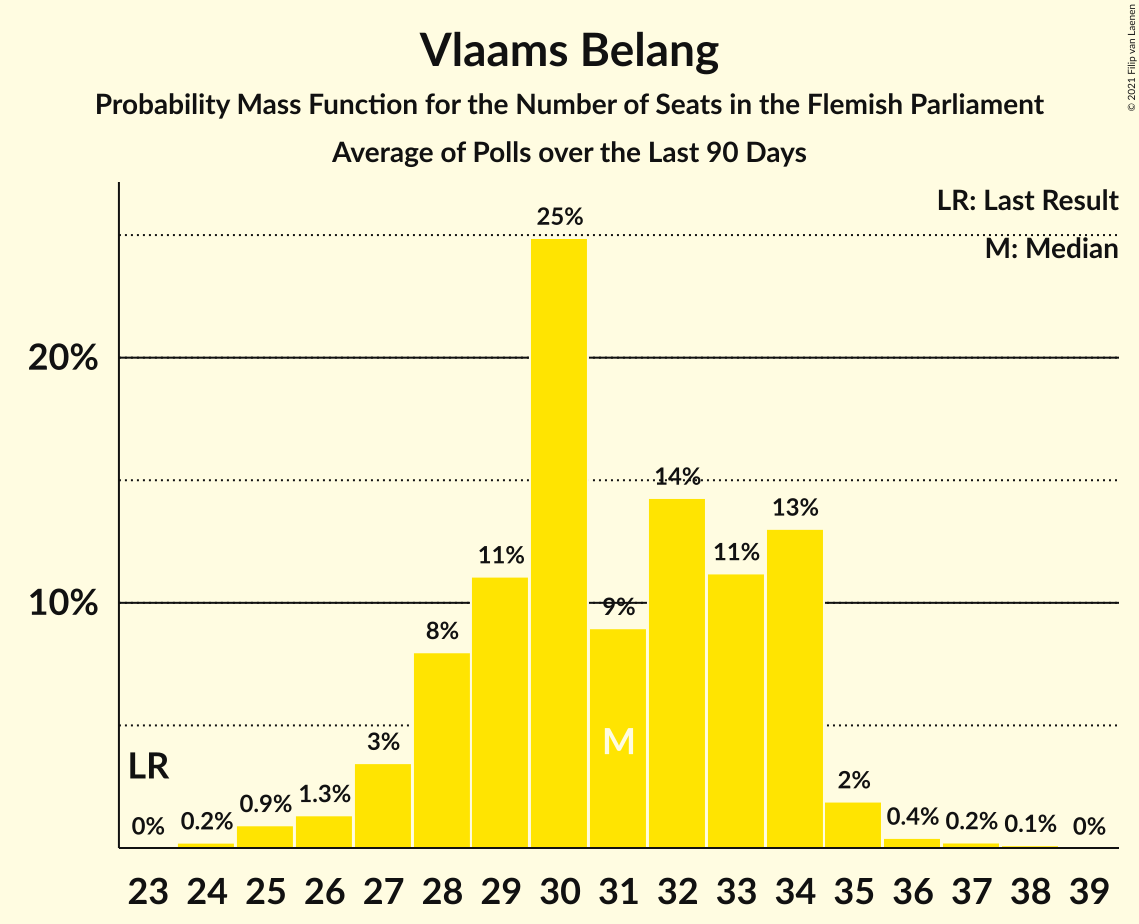 Vlaams Belang
Probability Mass Function for the Number of Seats in the Flemish Parliament
Average of Polls over the Last 90 Days
© 2021 Filip van Laenen
LR: Last Result
M: Median
25%
20%
14%
13%
11%
11%
10%
9%
8%
M
3%
LR
2%
1.3%
0.9%
0.4%
0.2%
0.2%
0.1%
0%
0%
23 24 25 26 27 28 29 30 31 32 33 34 35 36 37 38 39